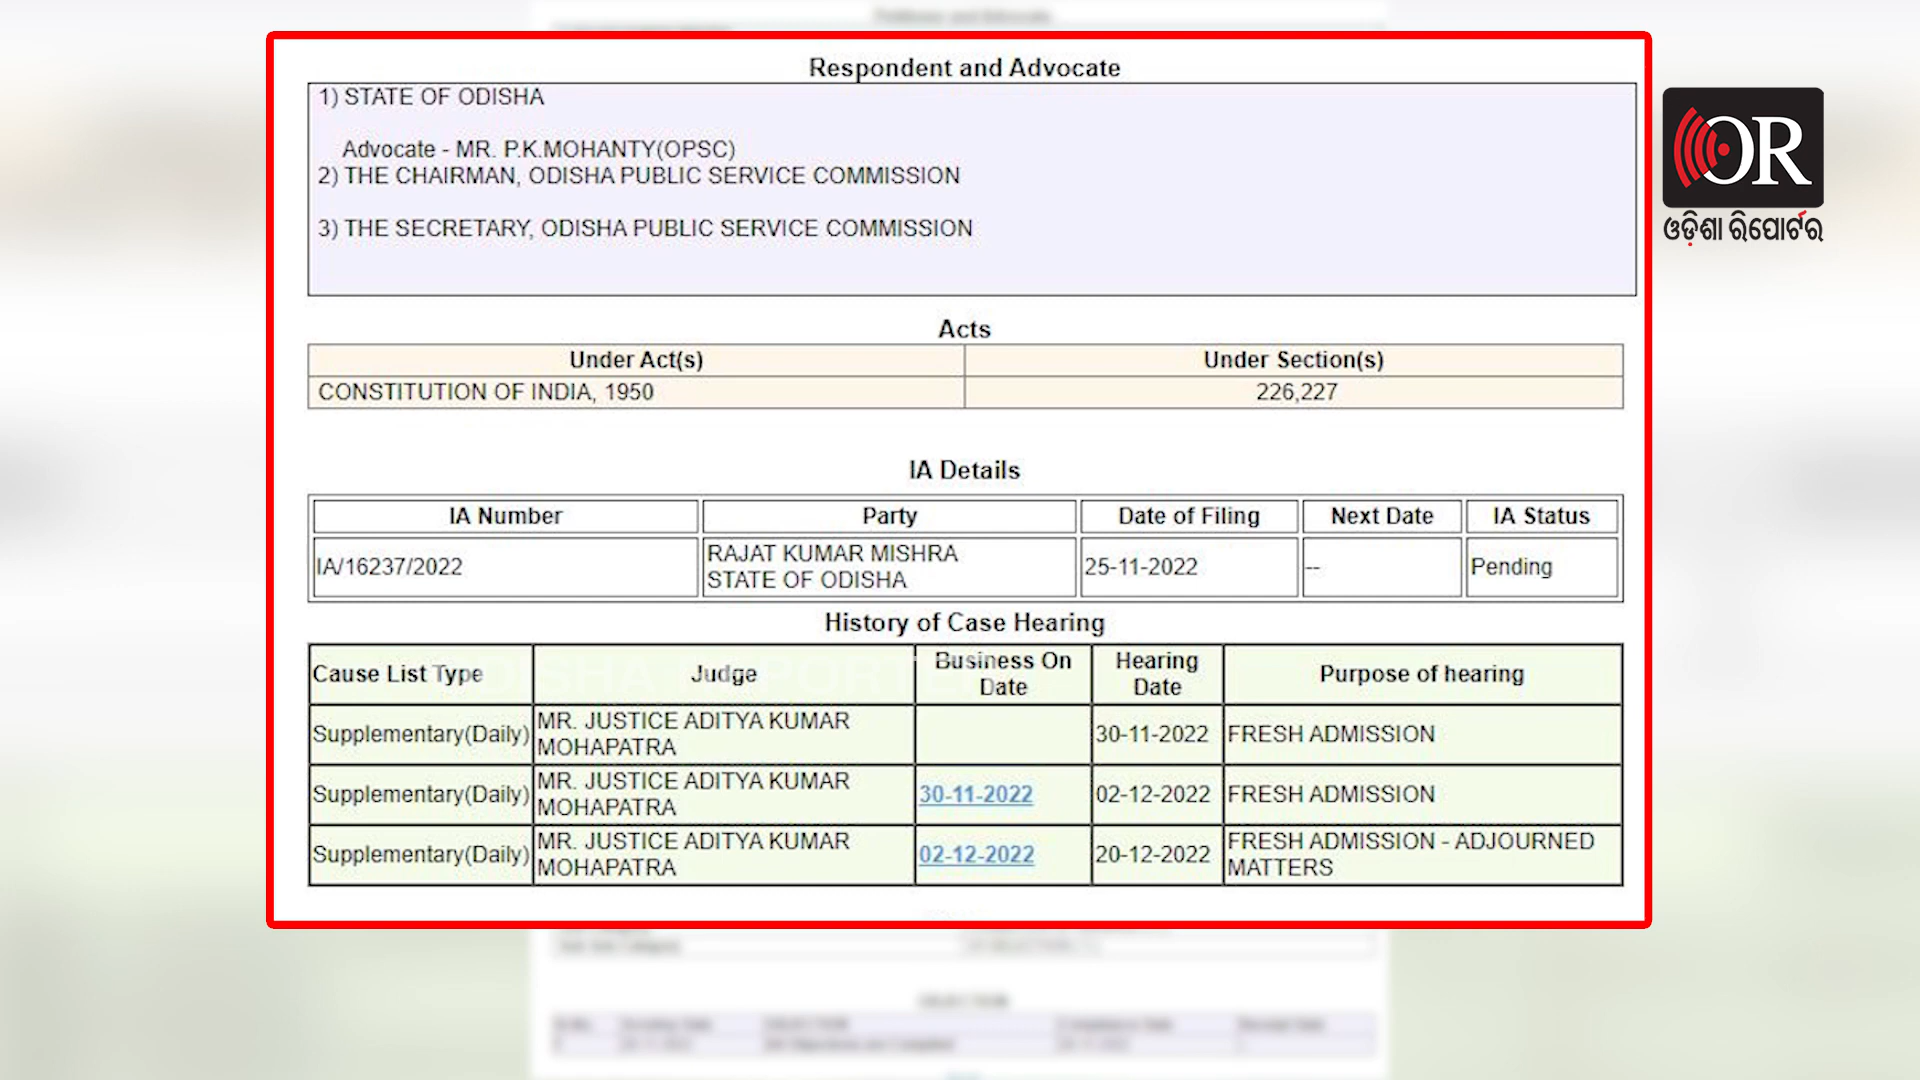 Respondent and Advocate
1) STATE OF ODISHA
Advocate - MR. P.K.MOHANTY(OPSC)
2) THE CHAIRMAN, ODISHA PUBLIC SERVICE COMMISSION
3) THE SECRETARY, ODISHA PUBLIC SERVICE COMMISSION
OR
ଓଡ଼ିଶା ରିପୋର୍ଟର
Acts
Under Act(s) Under Section(s)
CONSTITUTION OF INDIA, 1950 226,227
IA Details
IA Number Party Date of Filing Next Date IA Status
IA/16237/2022 RAJAT KUMAR MISHRA STATE OF ODISHA 25-11-2022 -- Pending
History of Case Hearing
Cause List Type Judge Business On Date Hearing Date Purpose of hearing
ODISHA REPORTER
Supplementary(Daily) MR. JUSTICE ADITYA KUMAR MOHAPATRA 30-11-2022 FRESH ADMISSION
Supplementary(Daily) MR. JUSTICE ADITYA KUMAR MOHAPATRA 30-11-2022 02-12-2022 FRESH ADMISSION
Supplementary(Daily) MR. JUSTICE ADITYA KUMAR MOHAPATRA 02-12-2022 20-12-2022 FRESH ADMISSION - ADJOURNED MATTERS